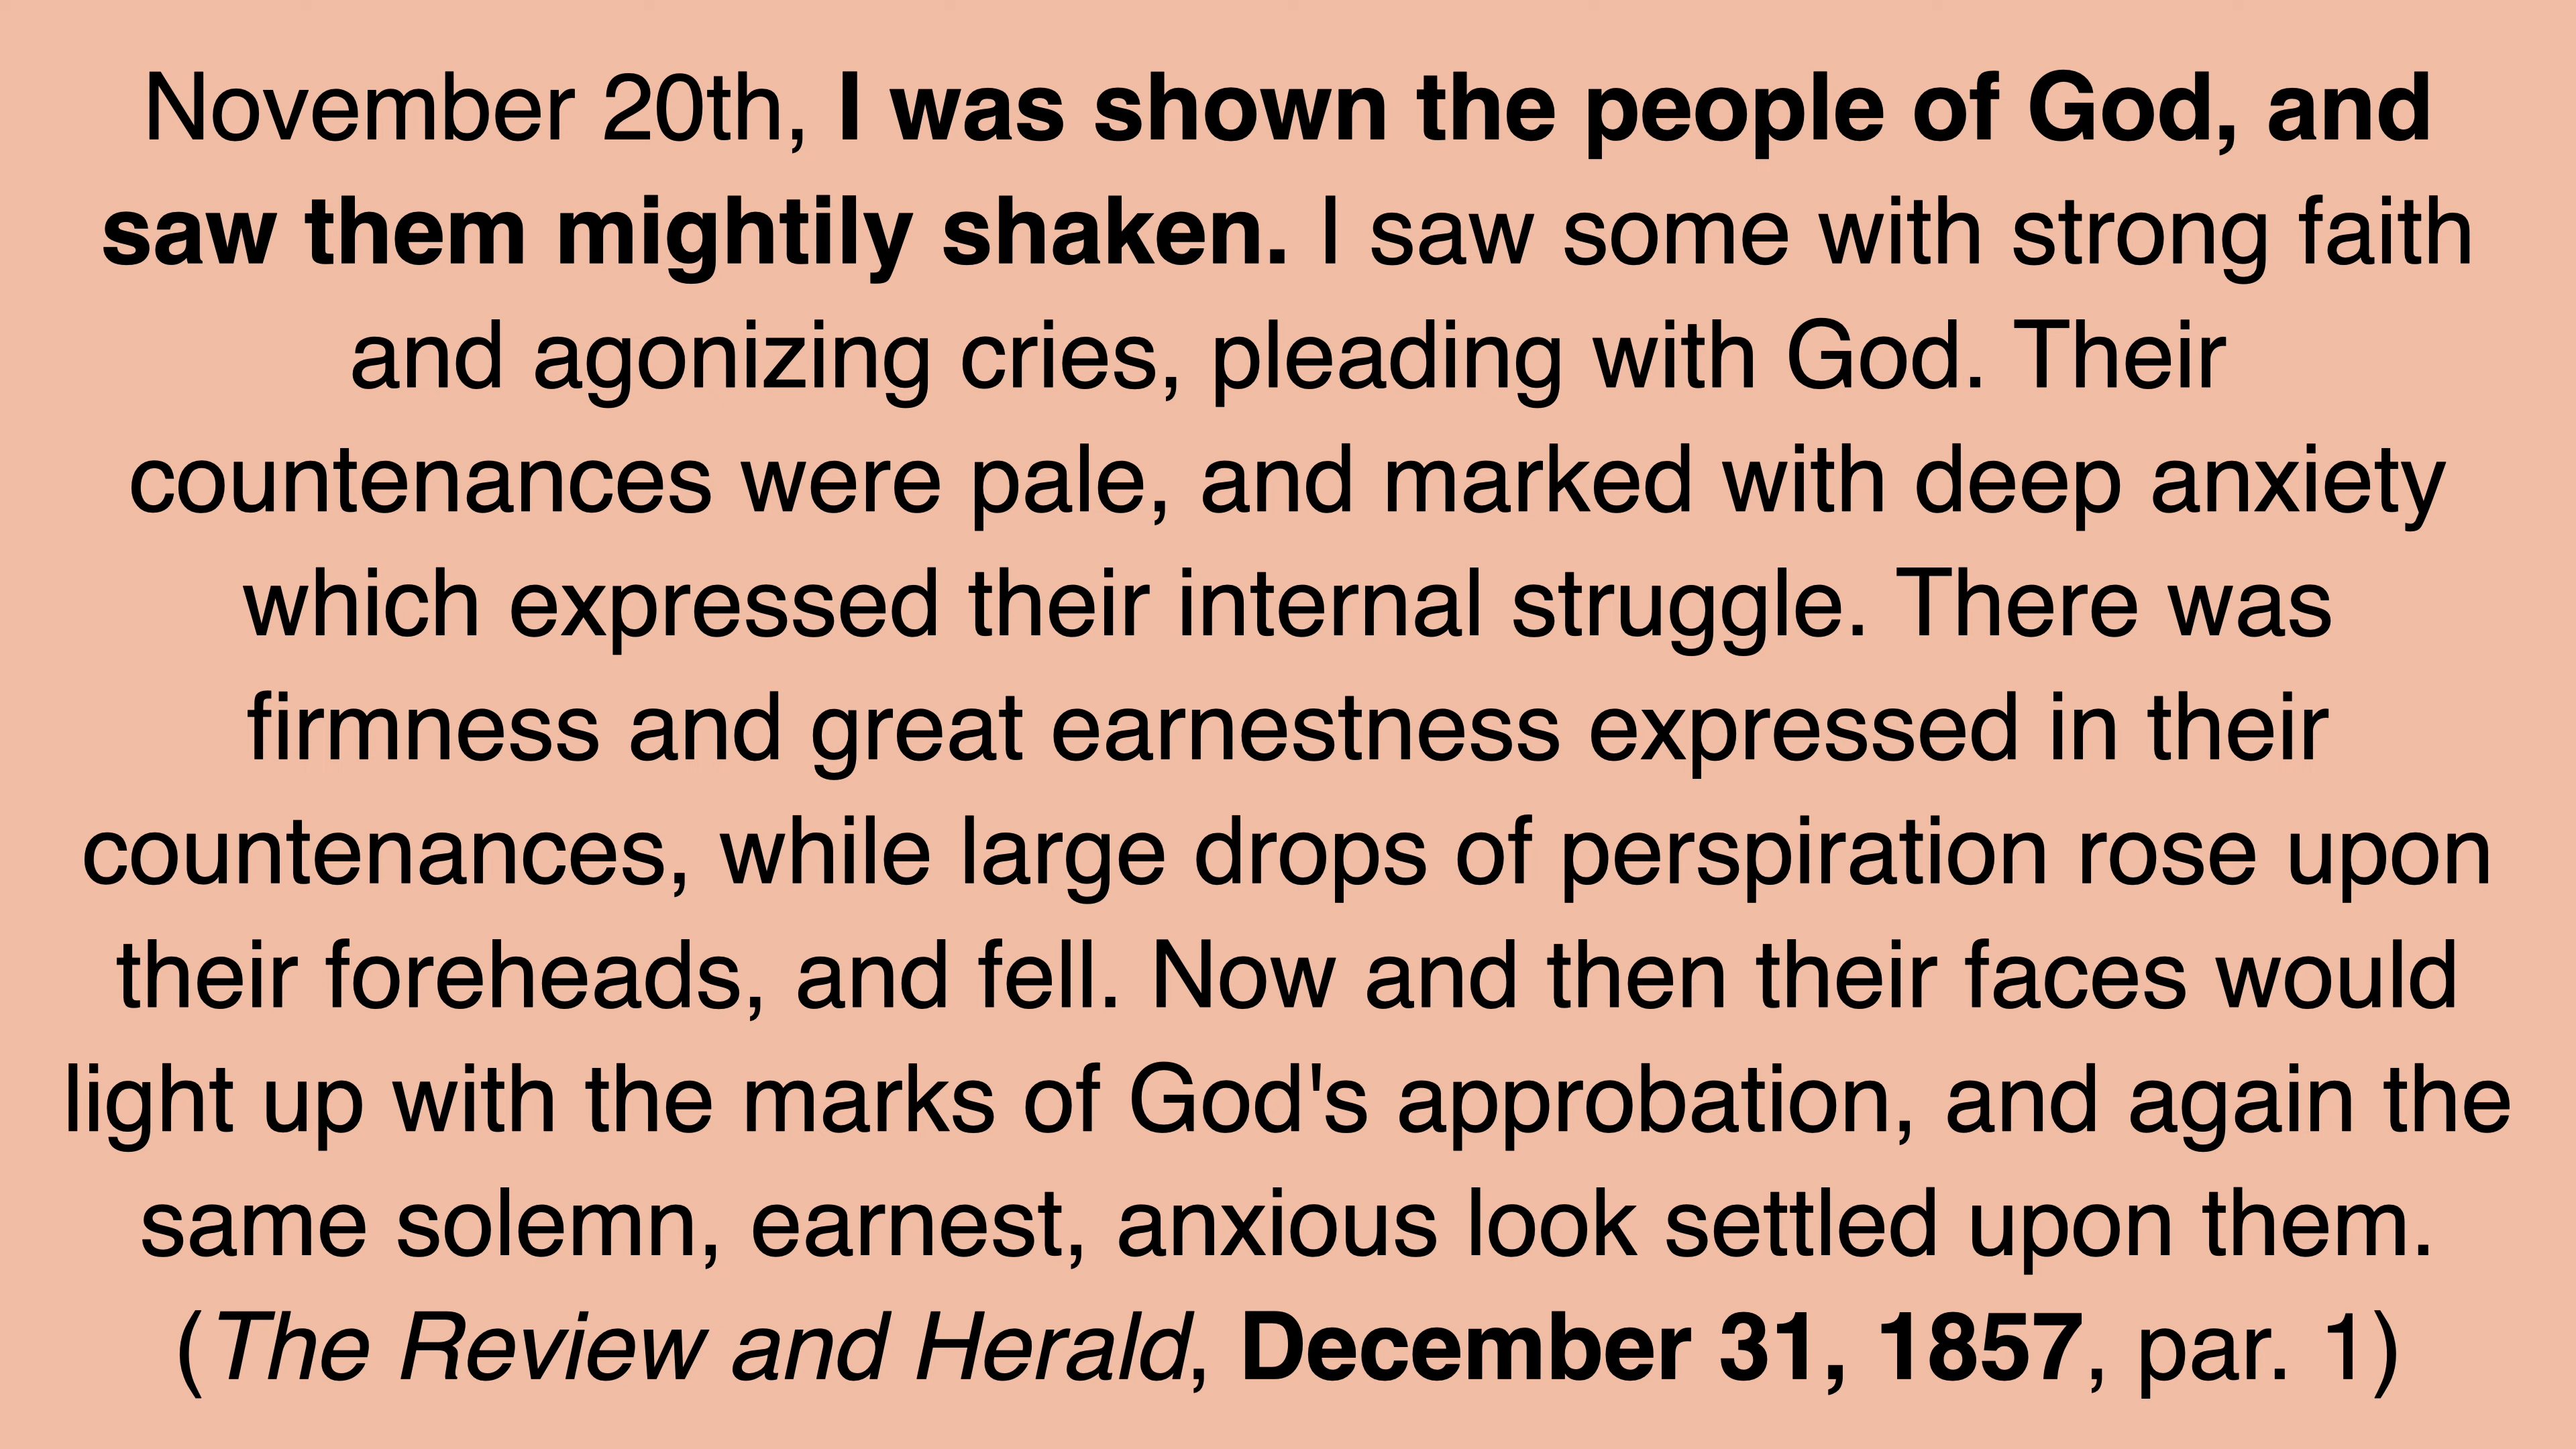 November 20th, I was shown the people of God, and
saw them mightily shaken. I saw some with strong faith
and agonizing cries, pleading with God. Their
countenances were pale, and marked with deep anxiety
which expressed their internal struggle. There was
firmness and great earnestness expressed in their
countenances, while large drops of perspiration rose upon
their foreheads, and fell. Now and then their faces would
light up with the marks of God's approbation, and again the
same solemn, earnest, anxious look settled upon them.
(The Review and Herald, December 31, 1857, par. 1)